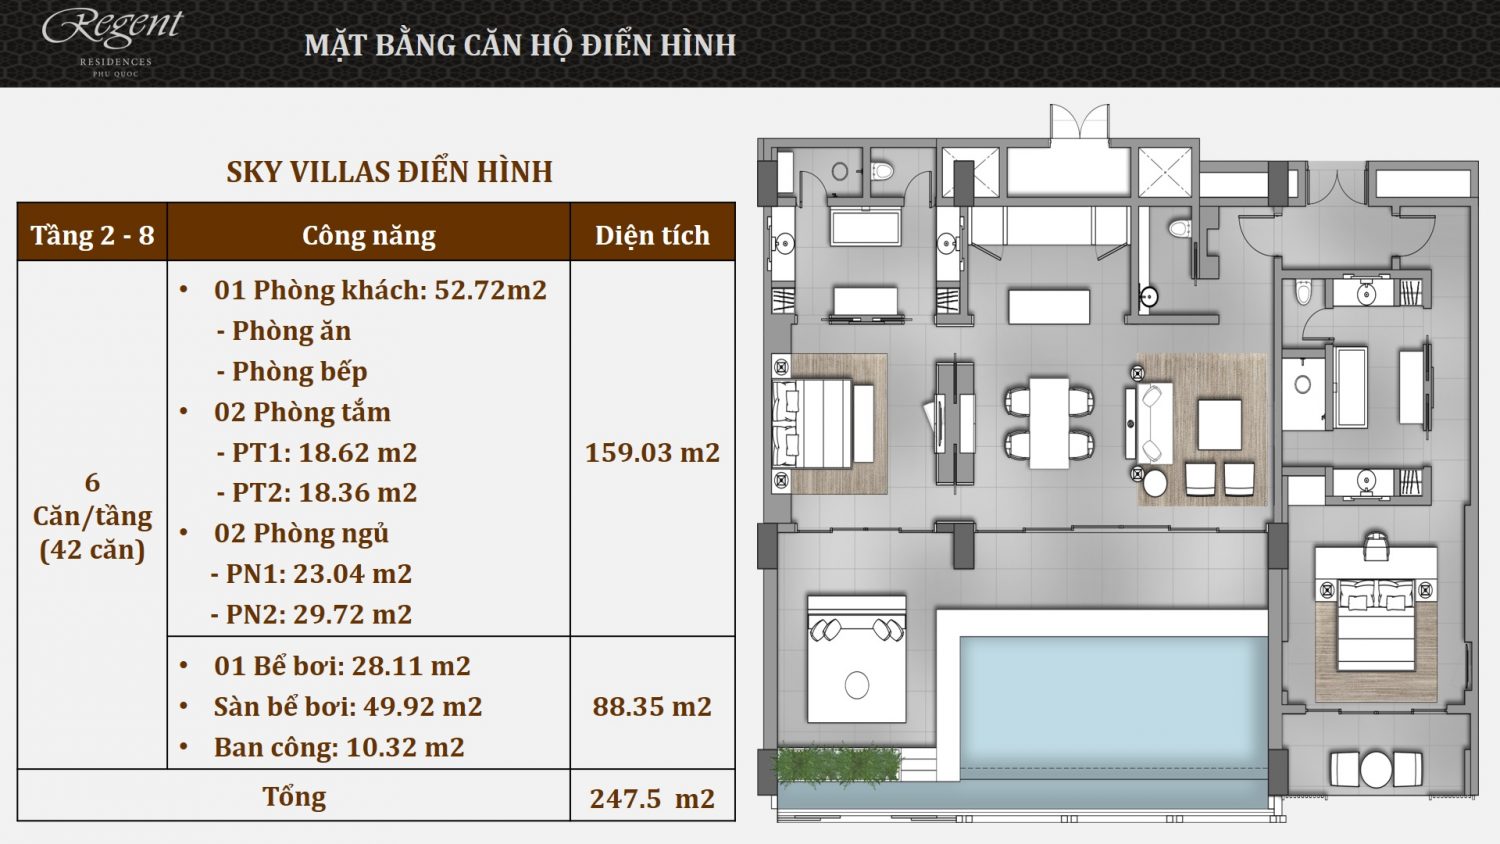 Regent
RESIDENCES
PHU QUOC
MẶT BẰNG CĂN HỘ ĐIỂN HÌNH
SKY VILLAS ĐIỂN HÌNH
Tầng 2 - 8
Công năng
Diện tích
6
Căn/tầng
(42 căn)
• 01 Phòng khách: 52.72m2
- Phòng ăn
- Phòng bếp
• 02 Phòng tắm
- PT1: 18.62 m2
- PT2: 18.36 m2
• 02 Phòng ngủ
- PN1: 23.04 m2
- PN2: 29.72 m2
159.03 m2
• 01 Bể bơi: 28.11 m2
• Sàn bể bơi: 49.92 m2
• Ban công: 10.32 m2
88.35 m2
Tổng
247.5 m2